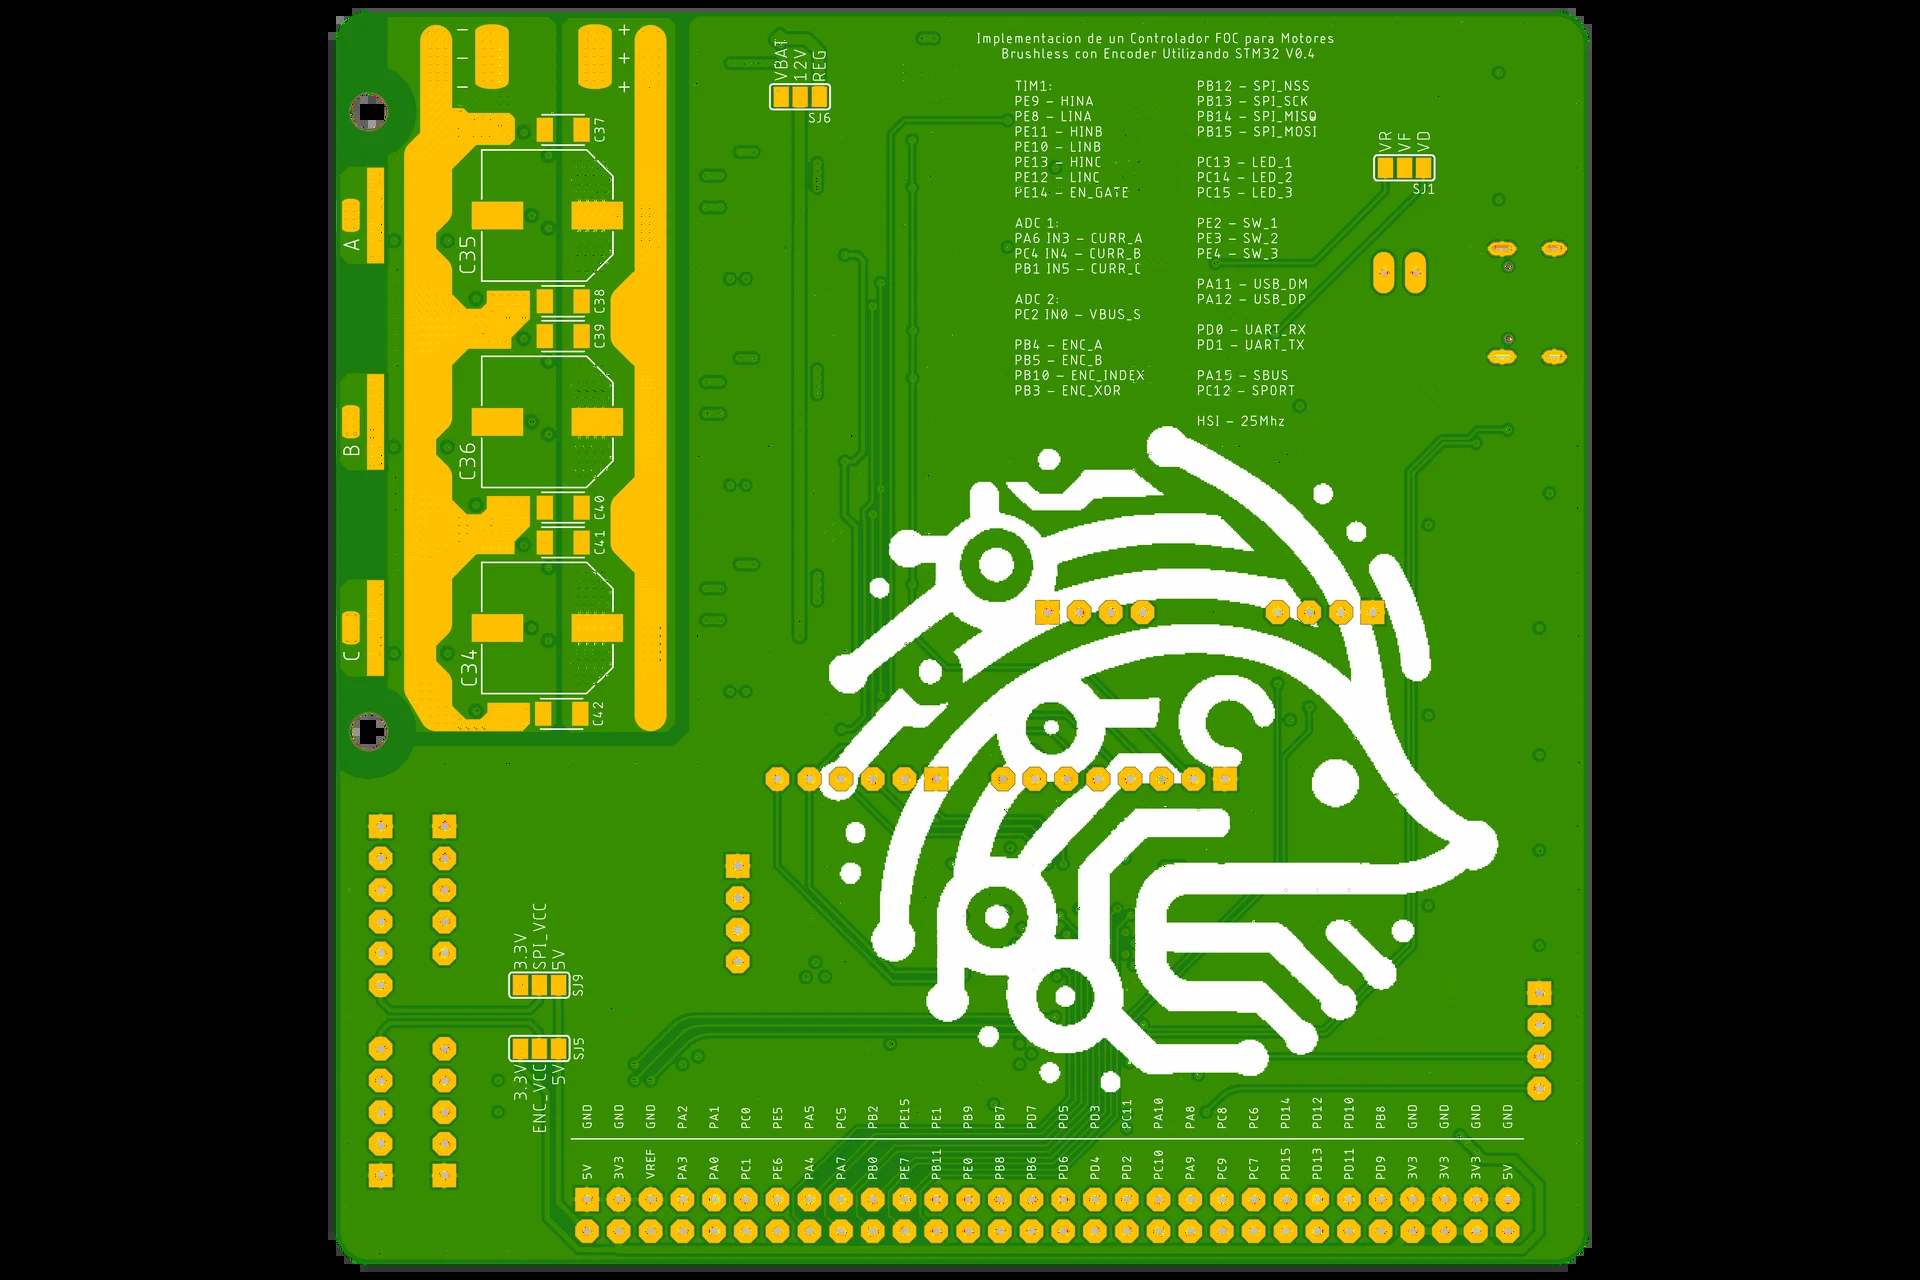 Implementacion de un Controlador FOC para Motores
Brushless con Encoder Utilizando STM32 V0.4
TIM1:
PE9 – HINA
PE8 – LINA
PE11 – HINB
PE10 – LINB
PE13 – HINC
PE12 – LINC
PE14 – EN_GATE
ADC 1:
PA6 IN3 – CURR_A
PC4 IN4 – CURR_B
PB1 IN5 – CURR_C
ADC 2:
PC2 IN0 – VBUS_S
PB4 – ENC_A
PB5 – ENC_B
PB10 – ENC_INDEX
PB3 – ENC_XOR
PB12 – SPI_NSS
PB13 – SPI_SCK
PB14 – SPI_MISO
PB15 – SPI_MOSI
PC13 – LED_1
PC14 – LED_2
PC15 – LED_3
PE2 – SW_1
PE3 – SW_2
PE4 – SW_3
PA11 – USB_DM
PA12 – USB_DP
PD0 – UART_RX
PD1 – UART_TX
PA15 – SBUS
PC12 – SPORT
HSI – 25Mhz
– +
– +
– +
VBAT
12V
REG
SJ6
VR
VF
VD
SJ1
C37
A
C35
C38
C39
B
C36
C40
C41
C
C34
C42
3.3V
SPI_VCC
5V
SJ9
SJ5
3.3V
ENC_VCC
5V
GND GND GND PA2 PA1 PC0 PE5 PA5 PC5 PB2 PE15 PE1 PB9 PB7 PD7 PD5 PD3 PC11 PA10 PA8 PC8 PC6 PD14 PD12 PD10 PB8 GND GND GND GND
5V 3V3 VREF PA3 PA0 PC1 PE6 PA4 PA7 PB0 PE7 PB11 PE0 PB8 PB6 PD6 PD4 PD2 PC10 PA9 PC9 PC7 PD15 PD13 PD11 PD9 3V3 3V3 3V3 5V